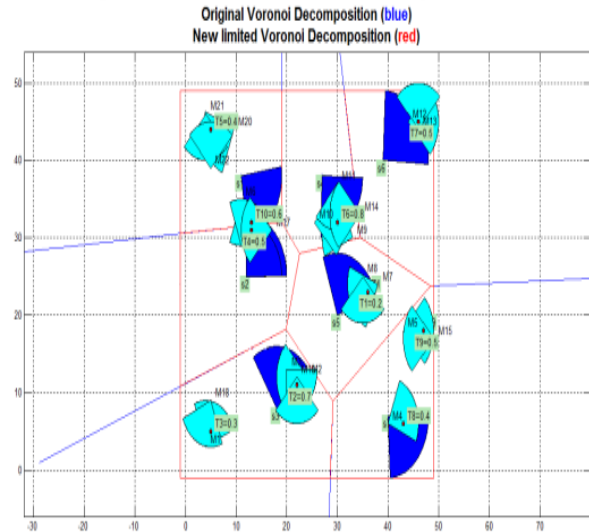 Original Voronoi Decomposition (blue)
New limited Voronoi Decomposition (red)
50
40
30
20
10
0
M21
T5=0.4
M20
M22
M12
M13
T7=0.5
s6
T10=0.6
T4=0.5
s2
M10
M14
T6=0.8
M9
M8
M7
T1=0.2
s5
M5
M15
T9=0.5
M2
T2=0.7
M18
T3=0.3
M4
T8=0.4
-30
-20
-10
0
10
20
30
40
50
60
70